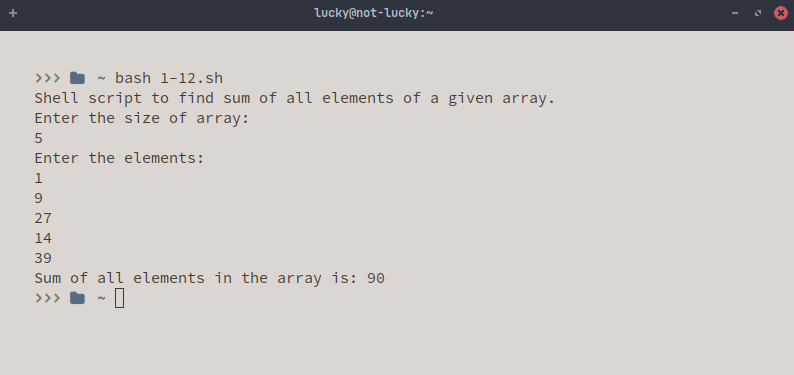 lucky@not-lucky:~
>>> ~ bash 1-12.sh
Shell script to find sum of all elements of a given array.
Enter the size of array:
5
Enter the elements:
1
9
27
14
39
Sum of all elements in the array is: 90
>>> ~